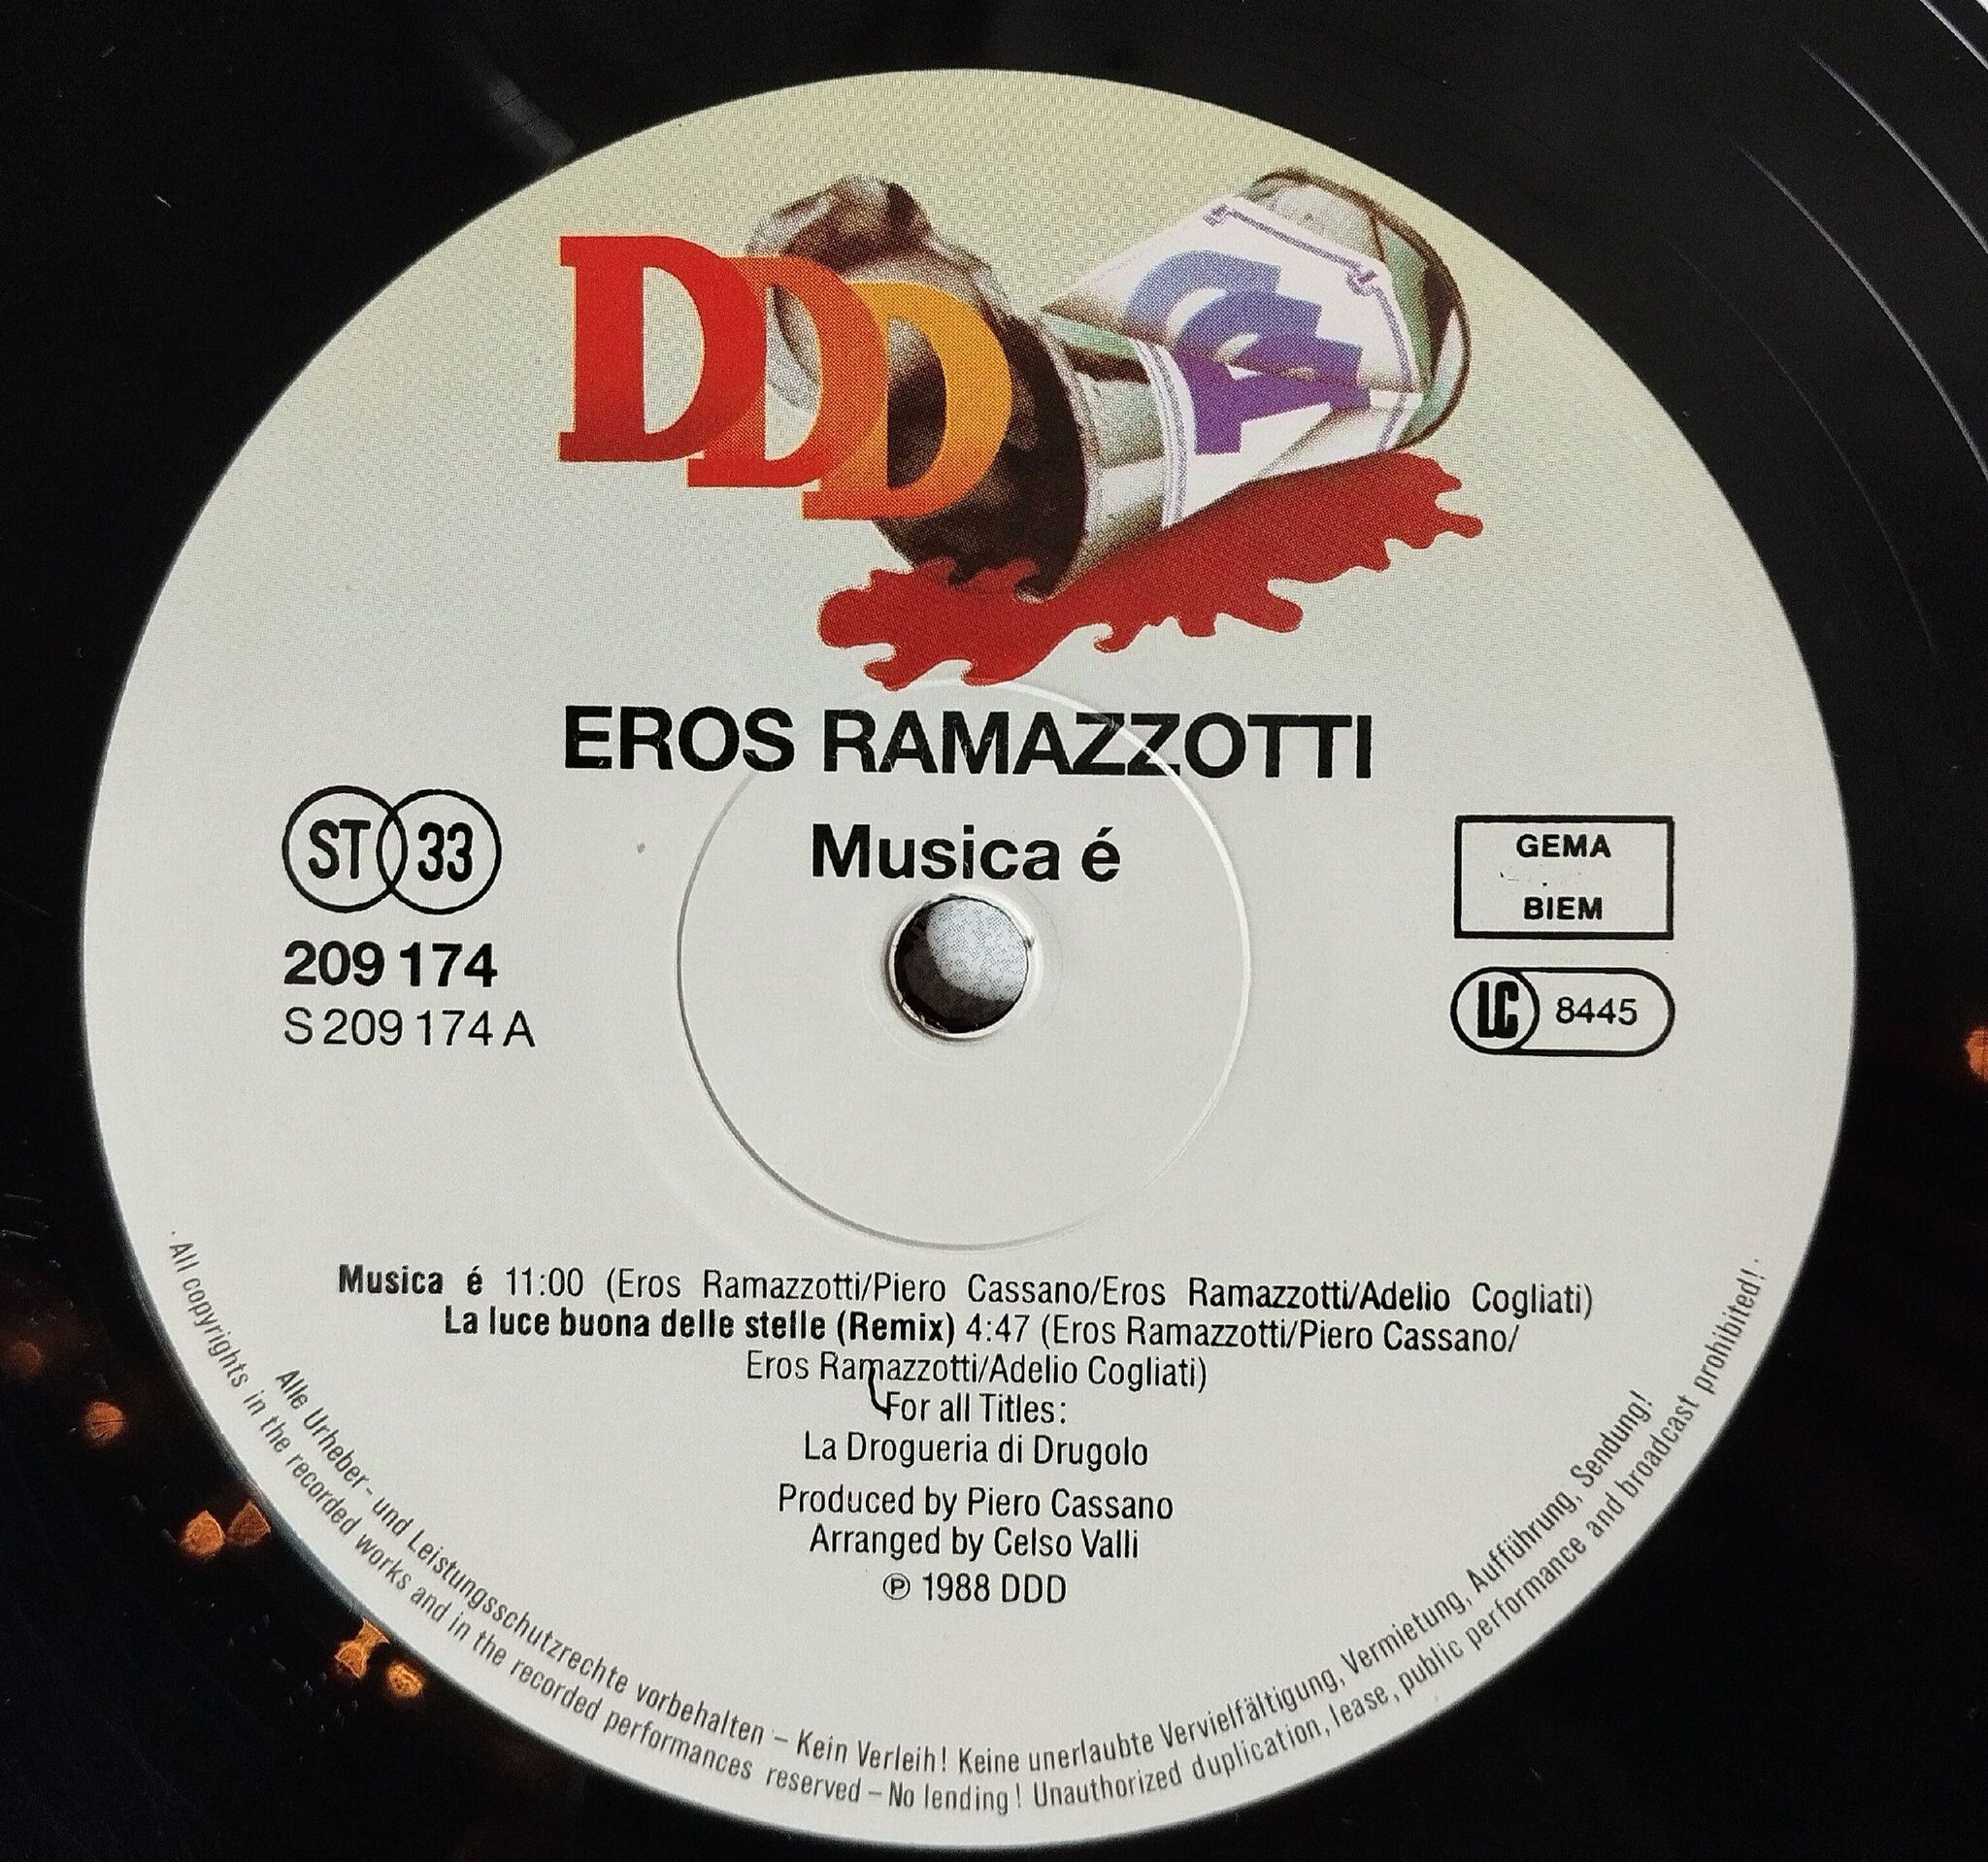 DDD
EROS RAMAZZOTTI
Musica é
ST 33
209 174
S 209 174 A
GEMA
BIEM
LC 8445
Musica é 11:00 (Eros Ramazzotti/Piero Cassano/Eros Ramazzotti/Adelio Cogliati)
La luce buona delle stelle (Remix) 4:47 (Eros Ramazzotti/Piero Cassano/
Eros Ramazzotti/Adelio Cogliati)
For all Titles:
La Drogueria di Drugolo
Produced by Piero Cassano
Arranged by Celso Valli
℗ 1988 DDD
Alle Urheber- und Leistungsschutzrechte vorbehalten – Kein Verleih! Keine unerlaubte Vervielfältigung, Vermietung, Aufführung, Sendung!
· All copyrights in the recorded works and in the recorded performances reserved – No lending! Unauthorized duplication, lease, public performance and broadcast prohibited! ·